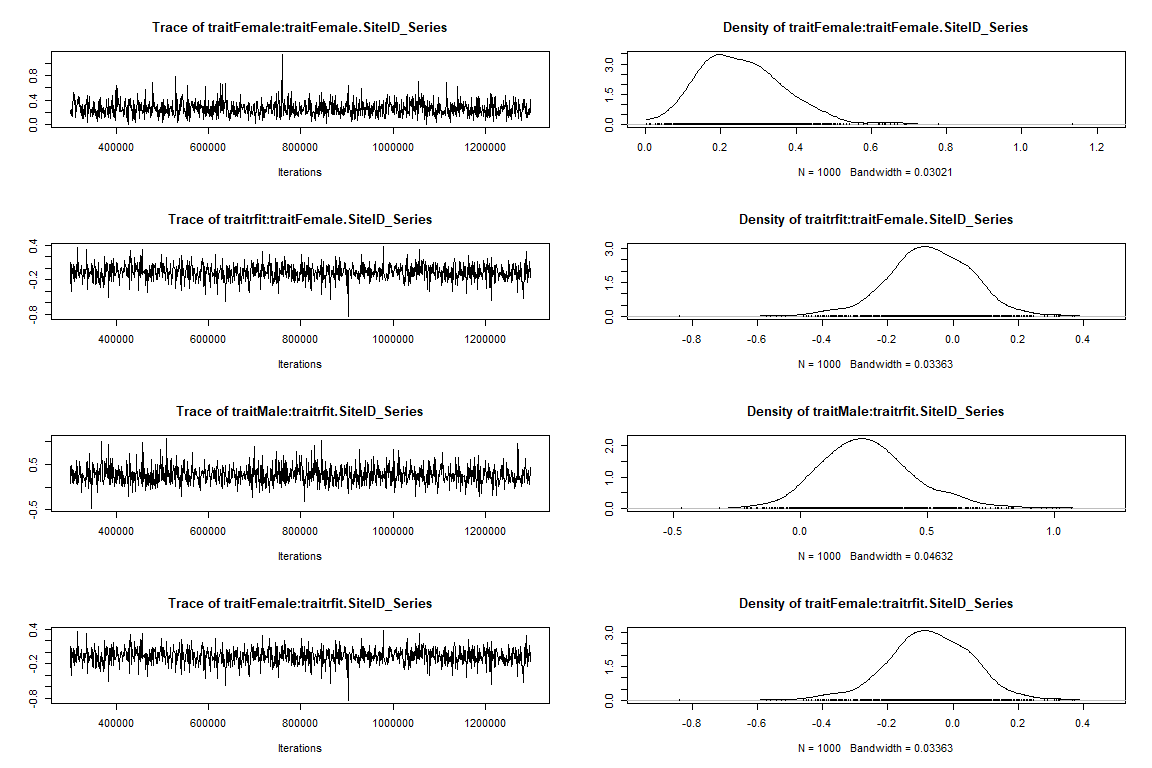 Trace of traitFemale:traitFemale.SiteID_Series
0.0 0.4 0.8
400000 600000 800000 1000000 1200000
Iterations
Density of traitFemale:traitFemale.SiteID_Series
0.0 1.5 3.0
0.0 0.2 0.4 0.6 0.8 1.0 1.2
N = 1000 Bandwidth = 0.03021
Trace of traitrfit:traitFemale.SiteID_Series
-0.8 -0.2 0.4
400000 600000 800000 1000000 1200000
Iterations
Density of traitrfit:traitFemale.SiteID_Series
0.0 1.5 3.0
-0.8 -0.6 -0.4 -0.2 0.0 0.2 0.4
N = 1000 Bandwidth = 0.03363
Trace of traitMale:traitrfit.SiteID_Series
-0.5 0.5
400000 600000 800000 1000000 1200000
Iterations
Density of traitMale:traitrfit.SiteID_Series
0.0 1.0 2.0
-0.5 0.0 0.5 1.0
N = 1000 Bandwidth = 0.04632
Trace of traitFemale:traitrfit.SiteID_Series
-0.8 -0.2 0.4
400000 600000 800000 1000000 1200000
Iterations
Density of traitFemale:traitrfit.SiteID_Series
0.0 1.5 3.0
-0.8 -0.6 -0.4 -0.2 0.0 0.2 0.4
N = 1000 Bandwidth = 0.03363